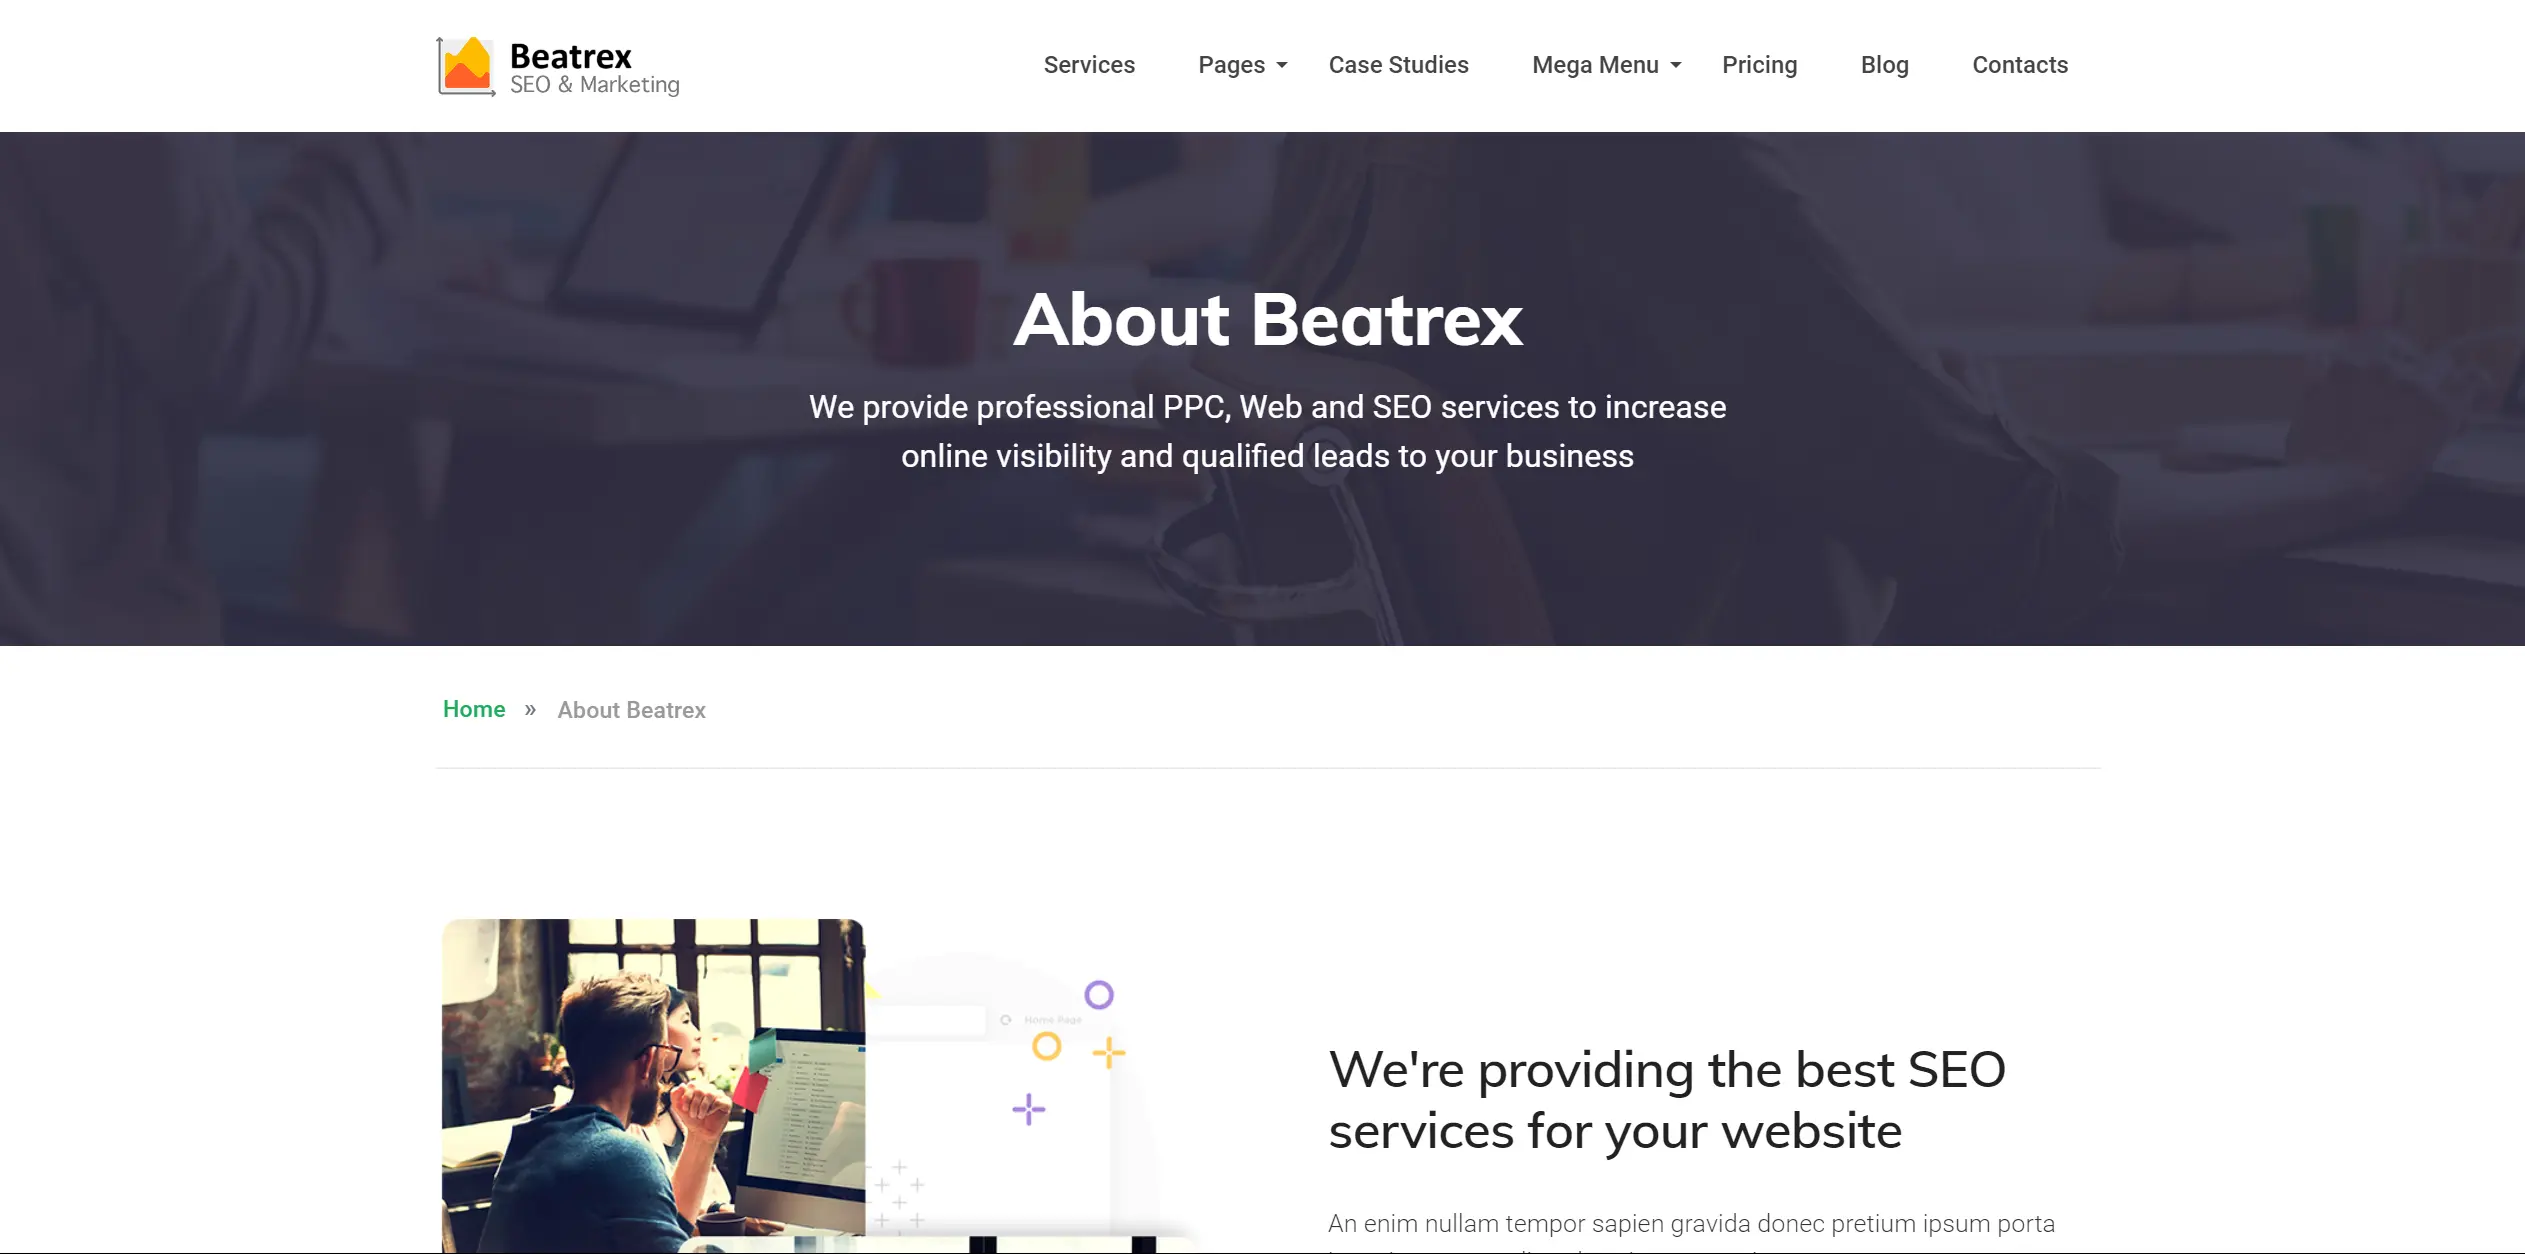 Beatrex
SEO & Marketing
Services Pages Case Studies Mega Menu Pricing Blog Contacts
About Beatrex
We provide professional PPC, Web and SEO services to increase
online visibility and qualified leads to your business
Home » About Beatrex
Home Page
We're providing the best SEO
services for your website
An enim nullam tempor sapien gravida donec pretium ipsum porta